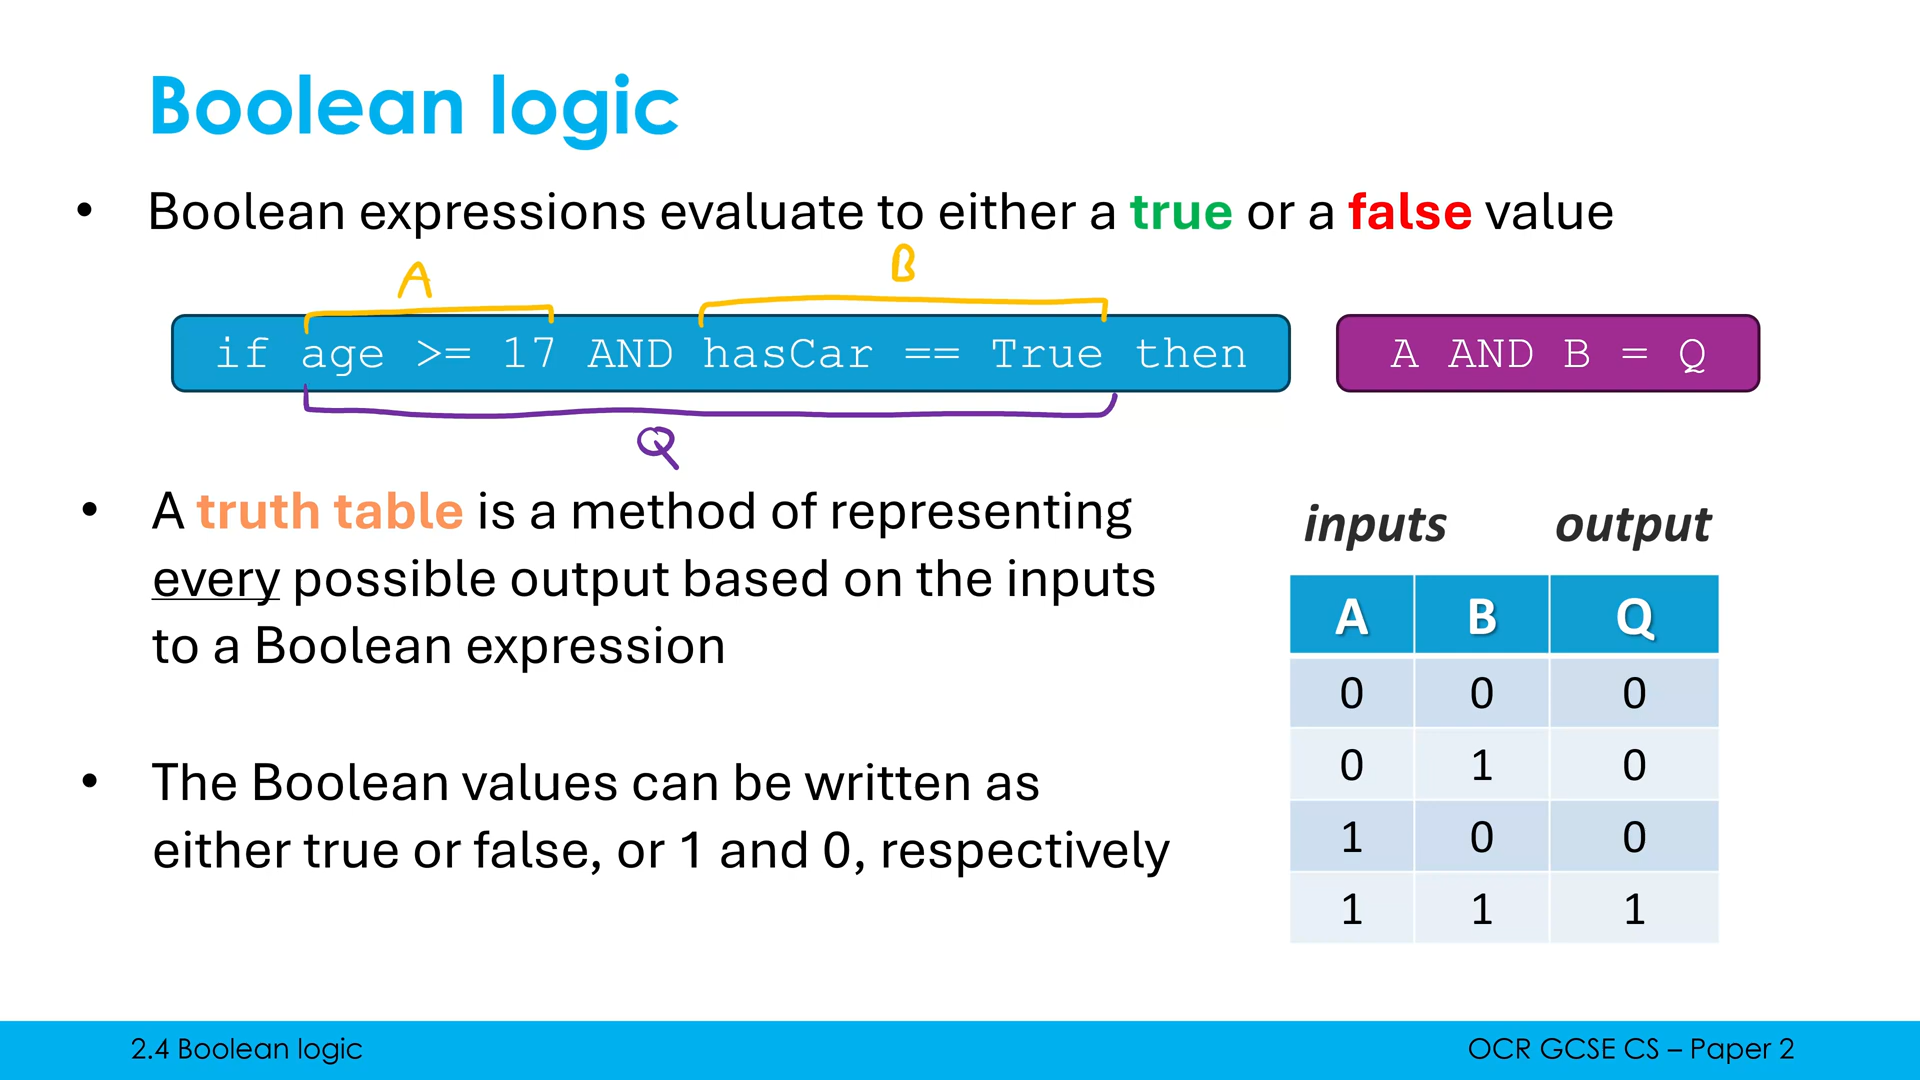 Boolean logic
• Boolean expressions evaluate to either a true or a false value
A
B
if age >= 17 AND hasCar == True then
A AND B = Q
Q
• A truth table is a method of representing
every possible output based on the inputs
to a Boolean expression
• The Boolean values can be written as
either true or false, or 1 and 0, respectively
inputs output
A B Q
0 0 0
0 1 0
1 0 0
1 1 1
2.4 Boolean logic
OCR GCSE CS – Paper 2